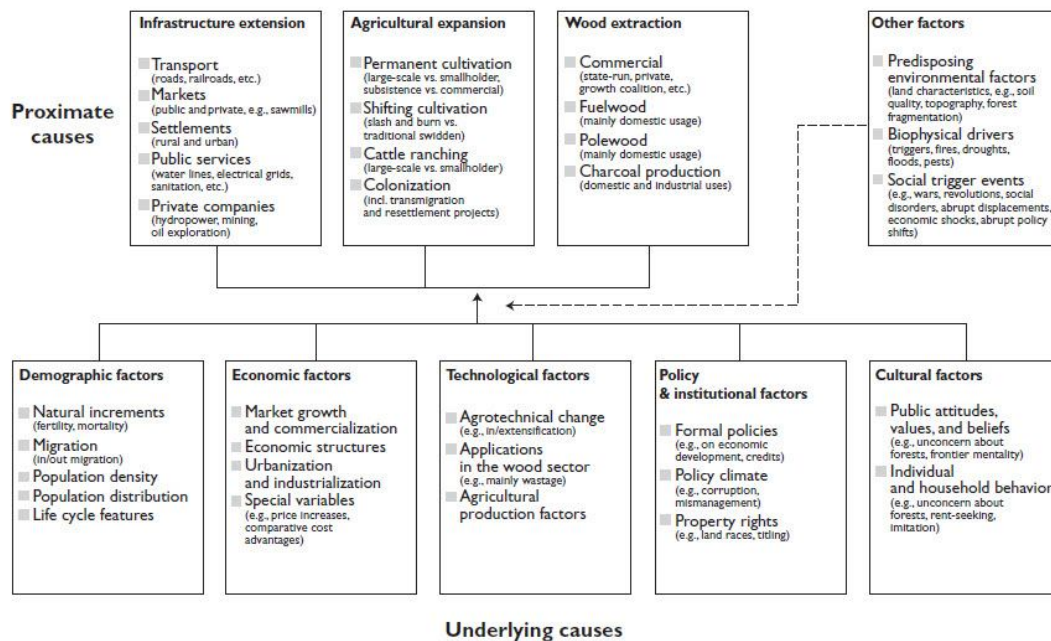 Proximate
causes
Infrastructure extension
Transport
(roads, railroads, etc.)
Markets
(public and private, e.g., sawmills)
Settlements
(rural and urban)
Public services
(water lines, electrical grids,
sanitation, etc.)
Private companies
(hydropower, mining,
oil exploration)
Agricultural expansion
Permanent cultivation
(large-scale vs. smallholder,
subsistence vs. commercial)
Shifting cultivation
(slash and burn vs.
traditional swidden)
Cattle ranching
(large-scale vs. smallholder)
Colonization
(incl. transmigration
and resettlement projects)
Wood extraction
Commercial
(state-run, private,
growth coalition, etc.)
Fuelwood
(mainly domestic usage)
Polewood
(mainly domestic usage)
Charcoal production
(domestic and industrial uses)
Other factors
Predisposing
environmental factors
(land characteristics, e.g., soil
quality, topography, forest
fragmentation)
Biophysical drivers
(triggers, fires, droughts,
floods, pests)
Social trigger events
(e.g., wars, revolutions, social
disorders, abrupt displacements,
economic shocks, abrupt policy
shifts)
Demographic factors
Natural increments
(fertility, mortality)
Migration
(in/out migration)
Population density
Population distribution
Life cycle features
Economic factors
Market growth
and commercialization
Economic structures
Urbanization
and industrialization
Special variables
(e.g., price increases,
comparative cost
advantages)
Technological factors
Agrotechnical change
(e.g., in/extensification)
Applications
in the wood sector
(e.g., mainly wastage)
Agricultural
production factors
Policy
& institutional factors
Formal policies
(e.g., on economic
development, credits)
Policy climate
(e.g., corruption,
mismanagement)
Property rights
(e.g., land races, titling)
Cultural factors
Public attitudes,
values, and beliefs
(e.g., unconcern about
forests, frontier mentality)
Individual
and household behavior
(e.g., unconcern about
forests, rent-seeking,
imitation)
Underlying causes